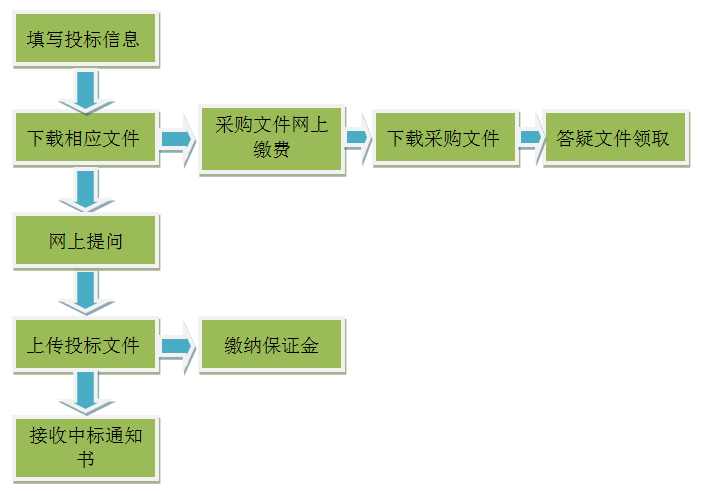 填写投标信息
下载相应文件
采购文件网上
缴费
下载采购文件
答疑文件领取
网上提问
上传投标文件
缴纳保证金
接收中标通知
书